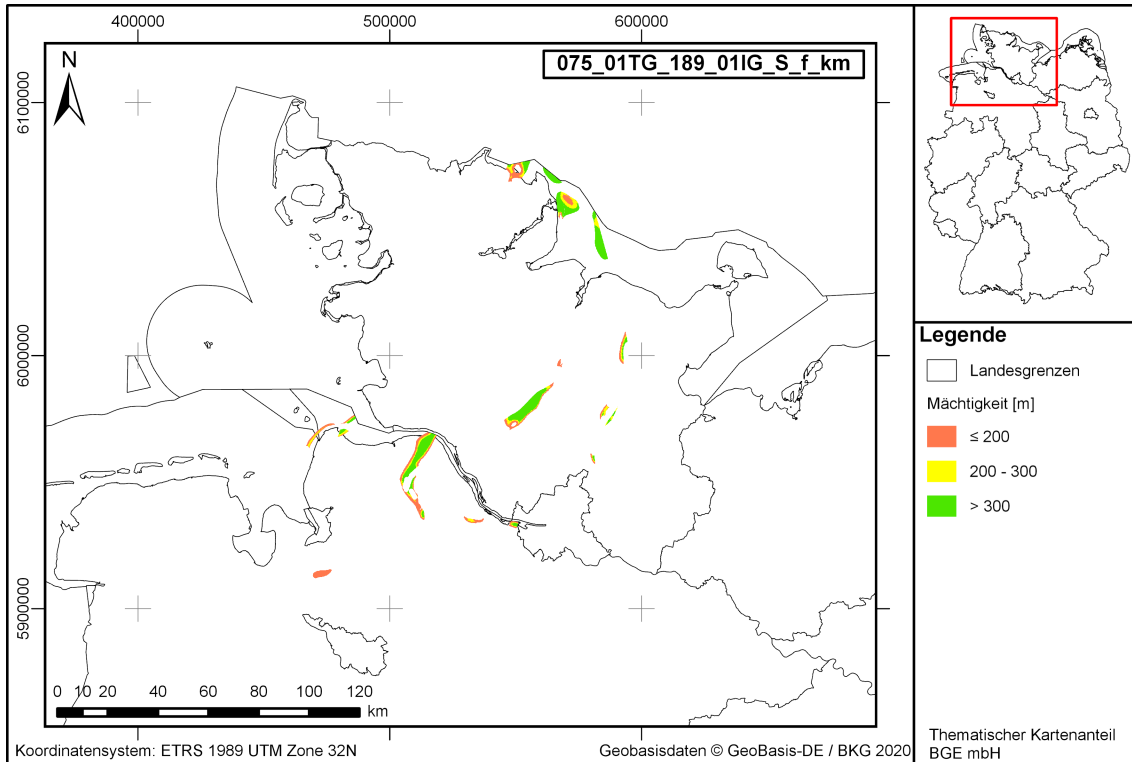 400000 500000 600000
N
075_01TG_189_01IG_S_f_km
6100000
6000000
5900000
0 10 20 40 60 80 100 120
km
Koordinatensystem: ETRS 1989 UTM Zone 32N
Geobasisdaten © GeoBasis-DE / BKG 2020
Legende
Landesgrenzen
Mächtigkeit [m]
≤ 200
200 - 300
> 300
Thematischer Kartenanteil
BGE mbH